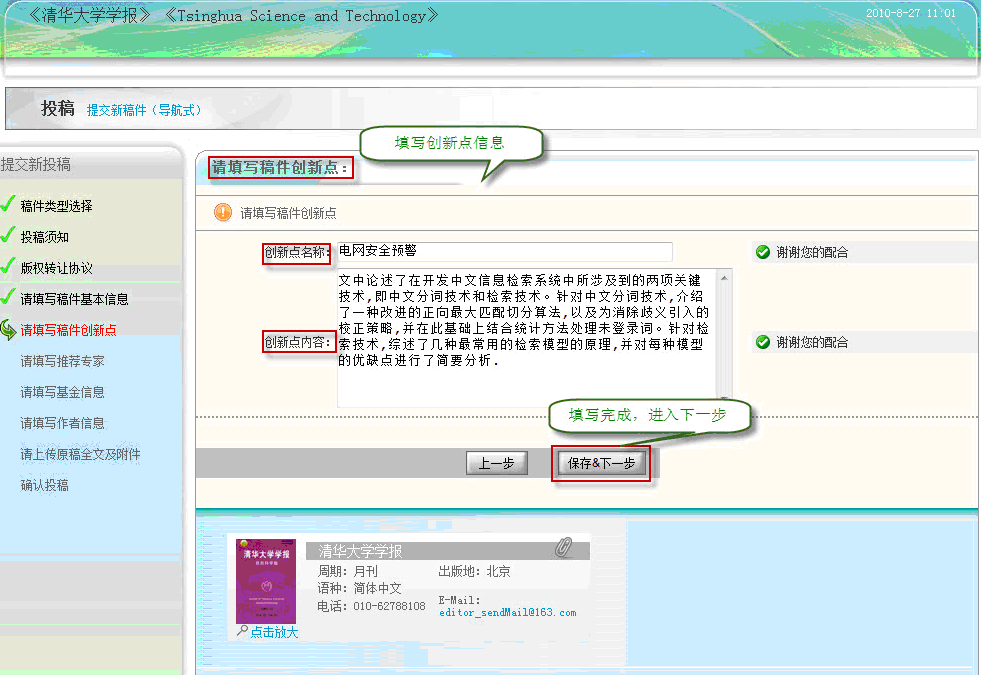 《清华大学学报》《Tsinghua Science and Technology》
2010-8-27 11:01
投稿 提交新稿件（导航式）
填写创新点信息
提交新投稿
稿件类型选择
投稿须知
版权转让协议
请填写稿件基本信息
请填写稿件创新点
请填写推荐专家
请填写基金信息
请填写作者信息
请上传原稿全文及附件
确认投稿
请填写稿件创新点：
请填写稿件创新点
创新点名称： 电网安全预警 谢谢您的配合
创新点内容：
文中论述了在开发中文信息检索系统中所涉及到的两项关键
技术,即中文分词技术和检索技术。针对中文分词技术,介绍
了一种改进的正向最大匹配切分算法,以及为消除歧义引入的
校正策略,并在此基础上结合统计方法处理未登录词。针对检
索技术,综述了几种最常用的检索模型的原理,并对每种模型
的优缺点进行了简要分析.
谢谢您的配合
填写完成，进入下一步
上一步 保存&下一步
清华大学学报
清华大学学报
周期：月刊 出版地：北京
语种：简体中文
电话：010-62788108
E-Mail:
editor_sendMail@163.com
点击放大